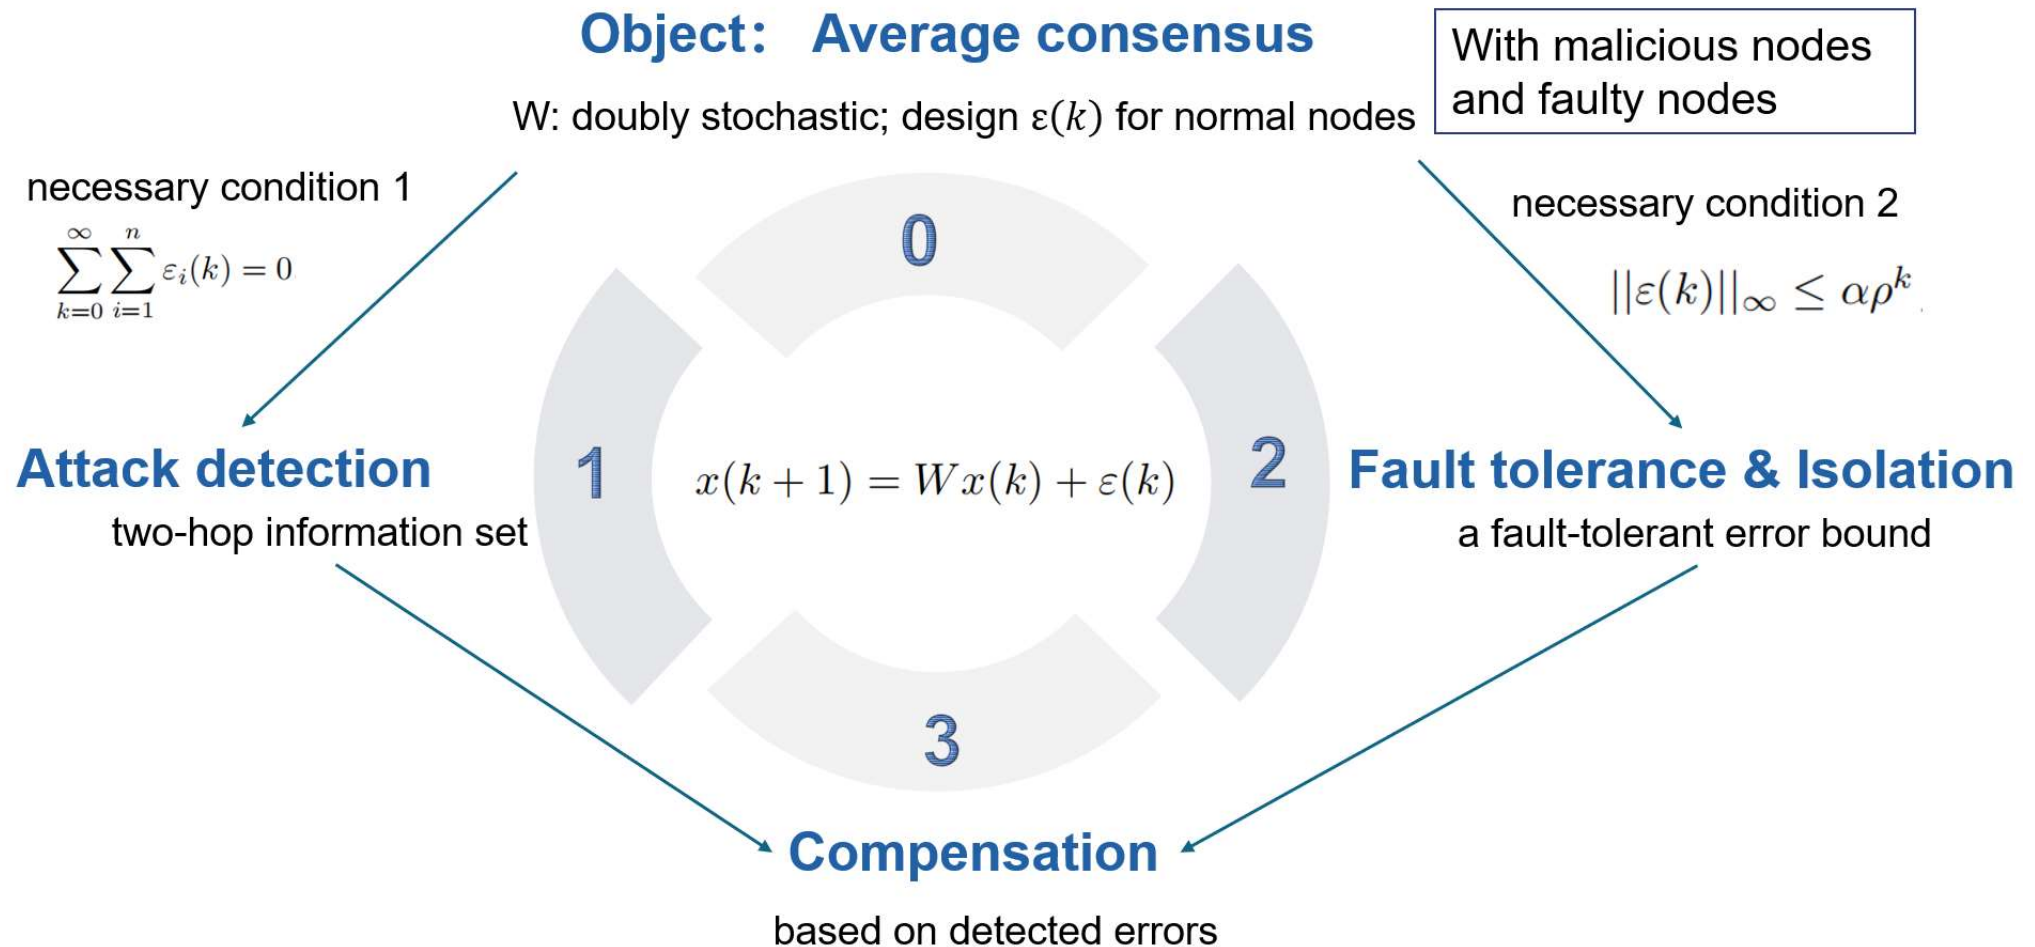 Object: Average consensus
With malicious nodes
and faulty nodes
W: doubly stochastic; design ε(k) for normal nodes
necessary condition 1
∑_{k=0}^{∞} ∑_{i=1}^{n} ε_i(k) = 0
necessary condition 2
||ε(k)||_∞ ≤ αρ^k
0
1
2
3
x(k + 1) = Wx(k) + ε(k)
Attack detection
two-hop information set
Fault tolerance & Isolation
a fault-tolerant error bound
Compensation
based on detected errors